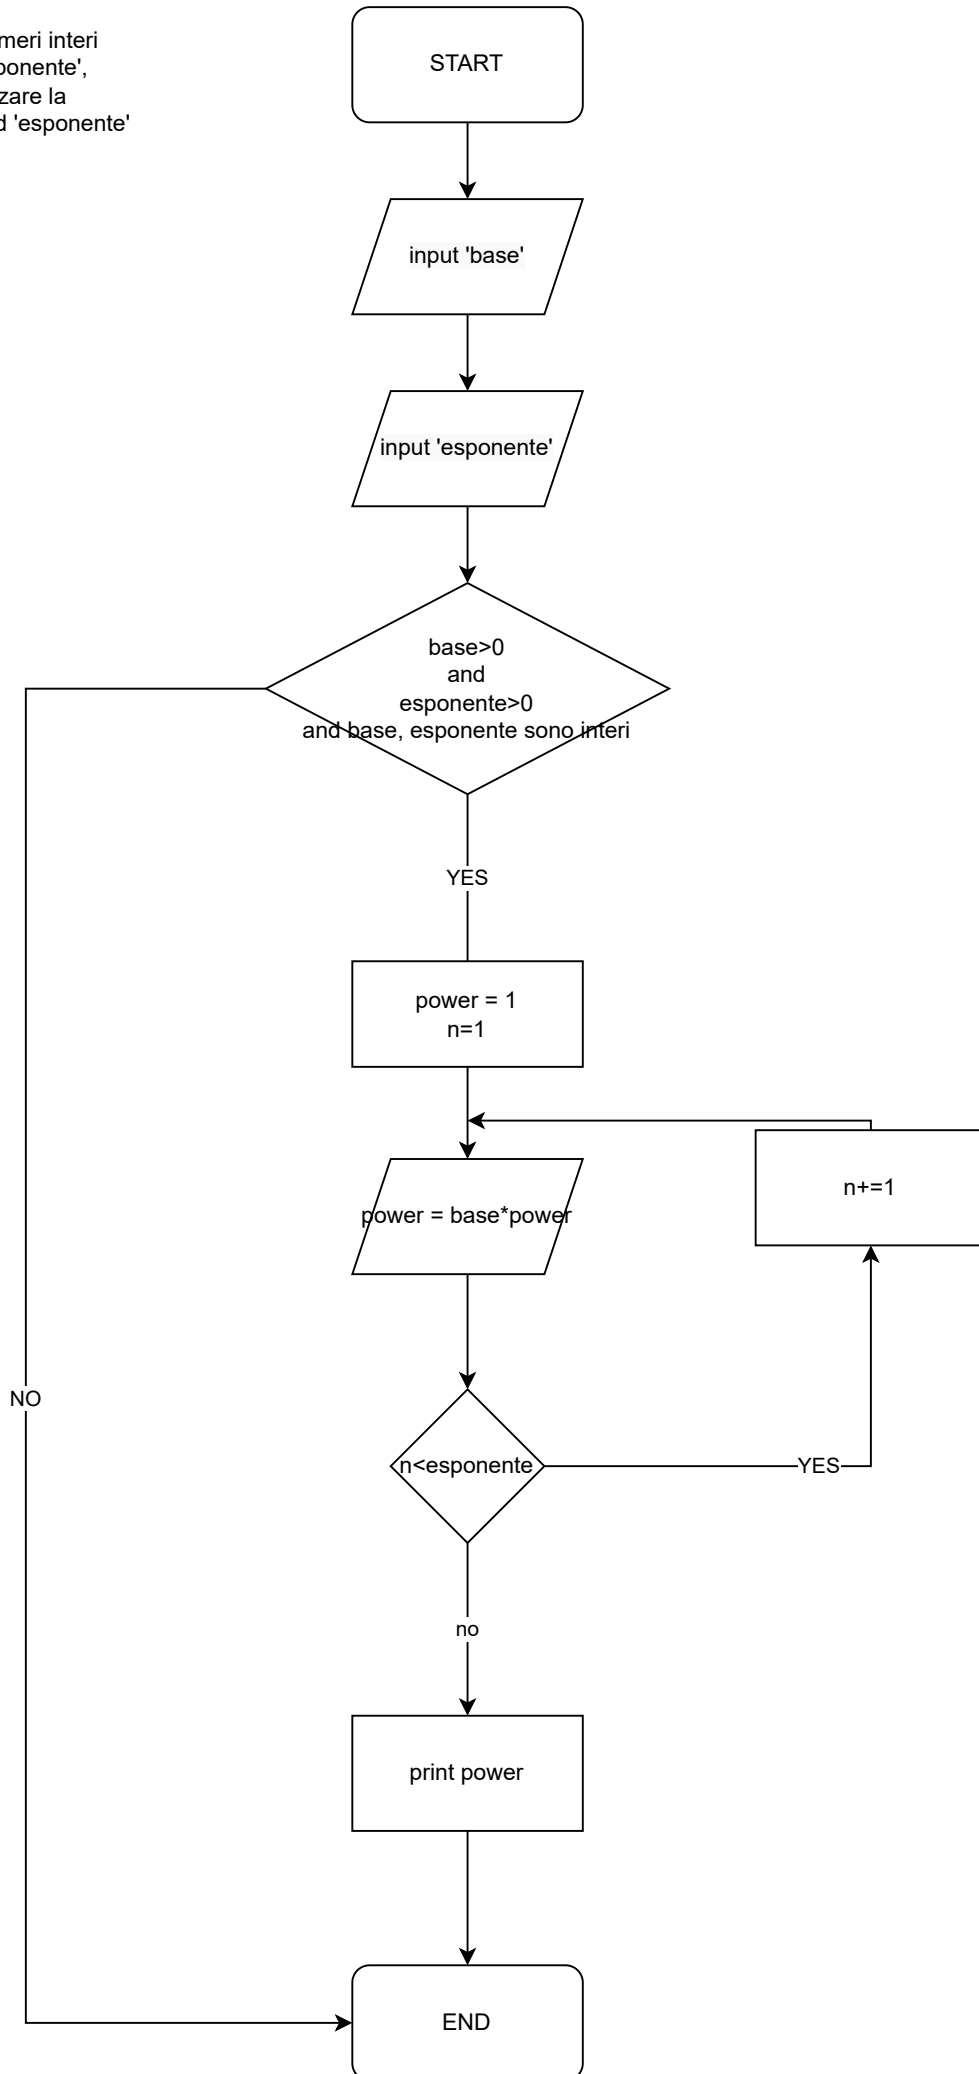 meri interi
ponente',
zare la
d 'esponente'
START
input 'base'
input 'esponente'
base>0
and
esponente>0
and base, esponente sono interi
YES
power = 1
n=1
n+=1
power = base*power
NO
n<esponente
YES
no
print power
END